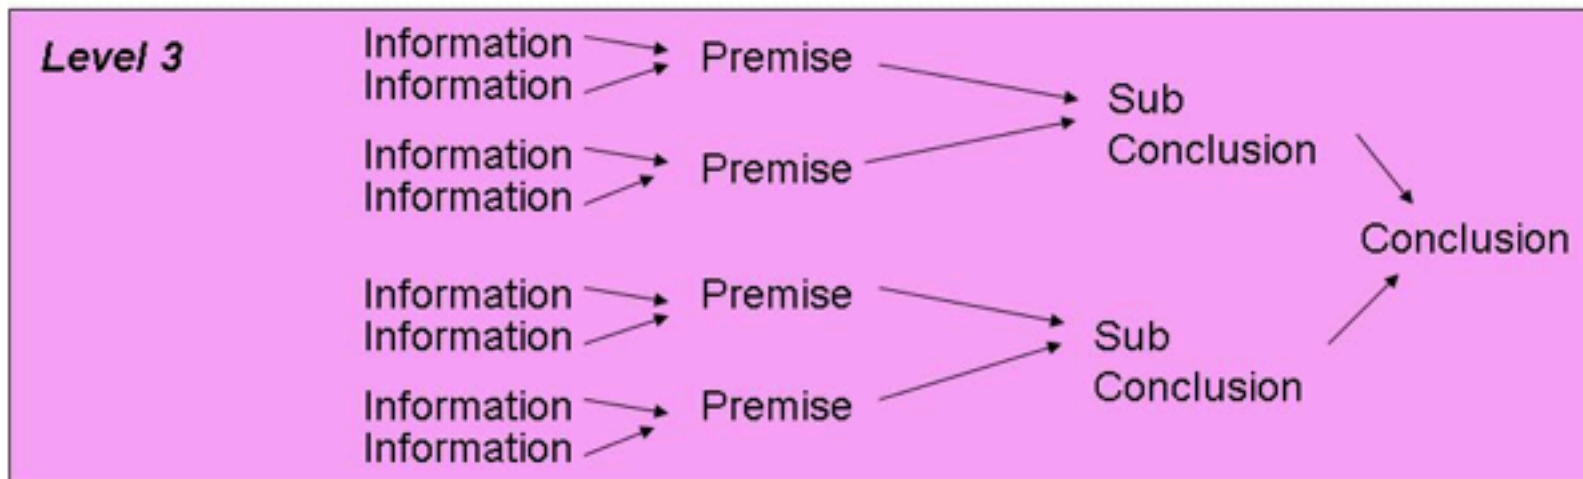 Level 3
Information
Information
Premise
Information
Information
Premise
Sub
Conclusion
Information
Information
Premise
Information
Information
Premise
Sub
Conclusion
Conclusion